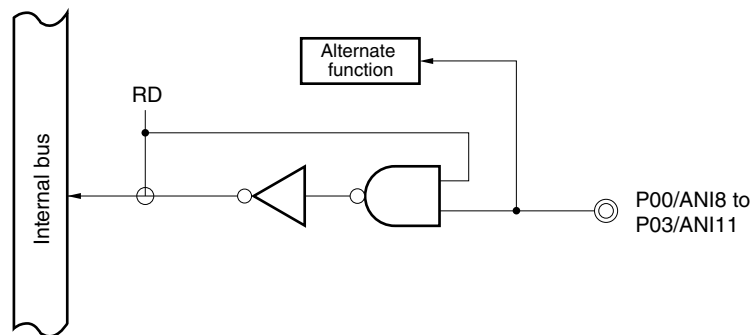 Alternate
function
RD
Internal bus
P00/ANI8 to
P03/ANI11